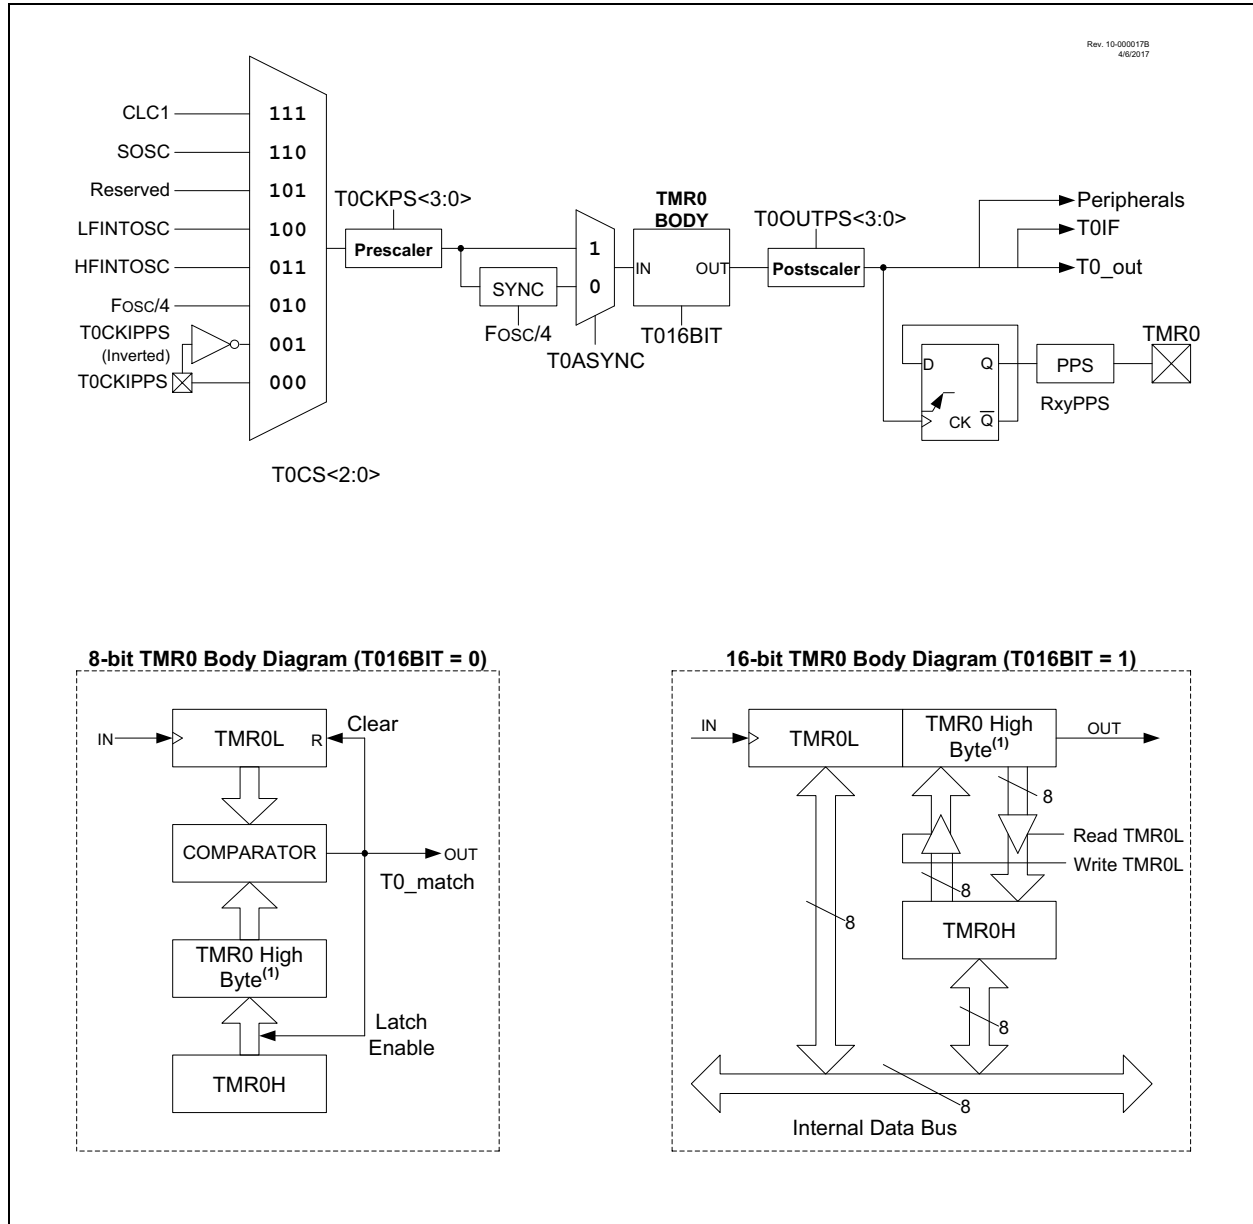 Rev. 10-000017B
4/6/2017
CLC1
111
SOSC
110
Reserved
101
LFINTOSC
100
HFINTOSC
011
FOSC/4
010
T0CKIPPS
(Inverted)
001
T0CKIPPS
000
T0CS<2:0>
T0CKPS<3:0>
Prescaler
SYNC
FOSC/4
1
0
T0ASYNC
TMR0
BODY
IN
OUT
T016BIT
T0OUTPS<3:0>
Postscaler
Peripherals
T0IF
T0_out
D
Q
CK
Q
PPS
RxyPPS
TMR0
8-bit TMR0 Body Diagram (T016BIT = 0)
IN
TMR0L
R
Clear
COMPARATOR
OUT
T0_match
TMR0 High
Byte(1)
Latch
Enable
TMR0H
16-bit TMR0 Body Diagram (T016BIT = 1)
IN
TMR0L
TMR0 High
Byte(1)
OUT
8
Read TMR0L
Write TMR0L
8
TMR0H
8
8
8
Internal Data Bus